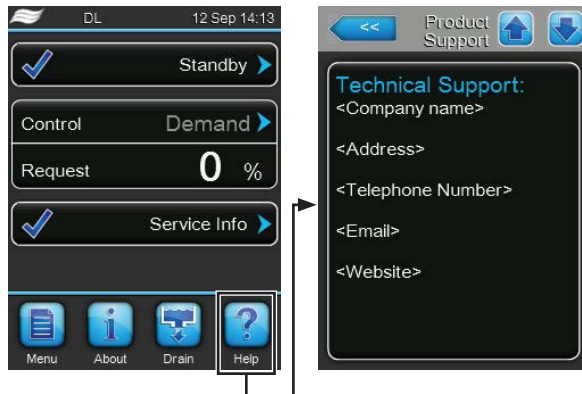 DL 12 Sep 14:13
Standby
Control Demand
Request 0 %
Service Info
Menu About Drain Help
<< Product
Support
Technical Support:
<Company name>
<Address>
<Telephone Number>
<Email>
<Website>